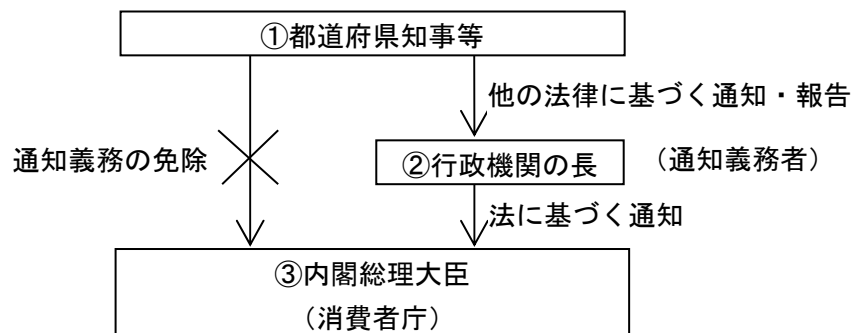 ①都道府県知事等
他の法律に基づく通知・報告
通知義務の免除
②行政機関の長
（通知義務者）
法に基づく通知
③内閣総理大臣
（消費者庁）